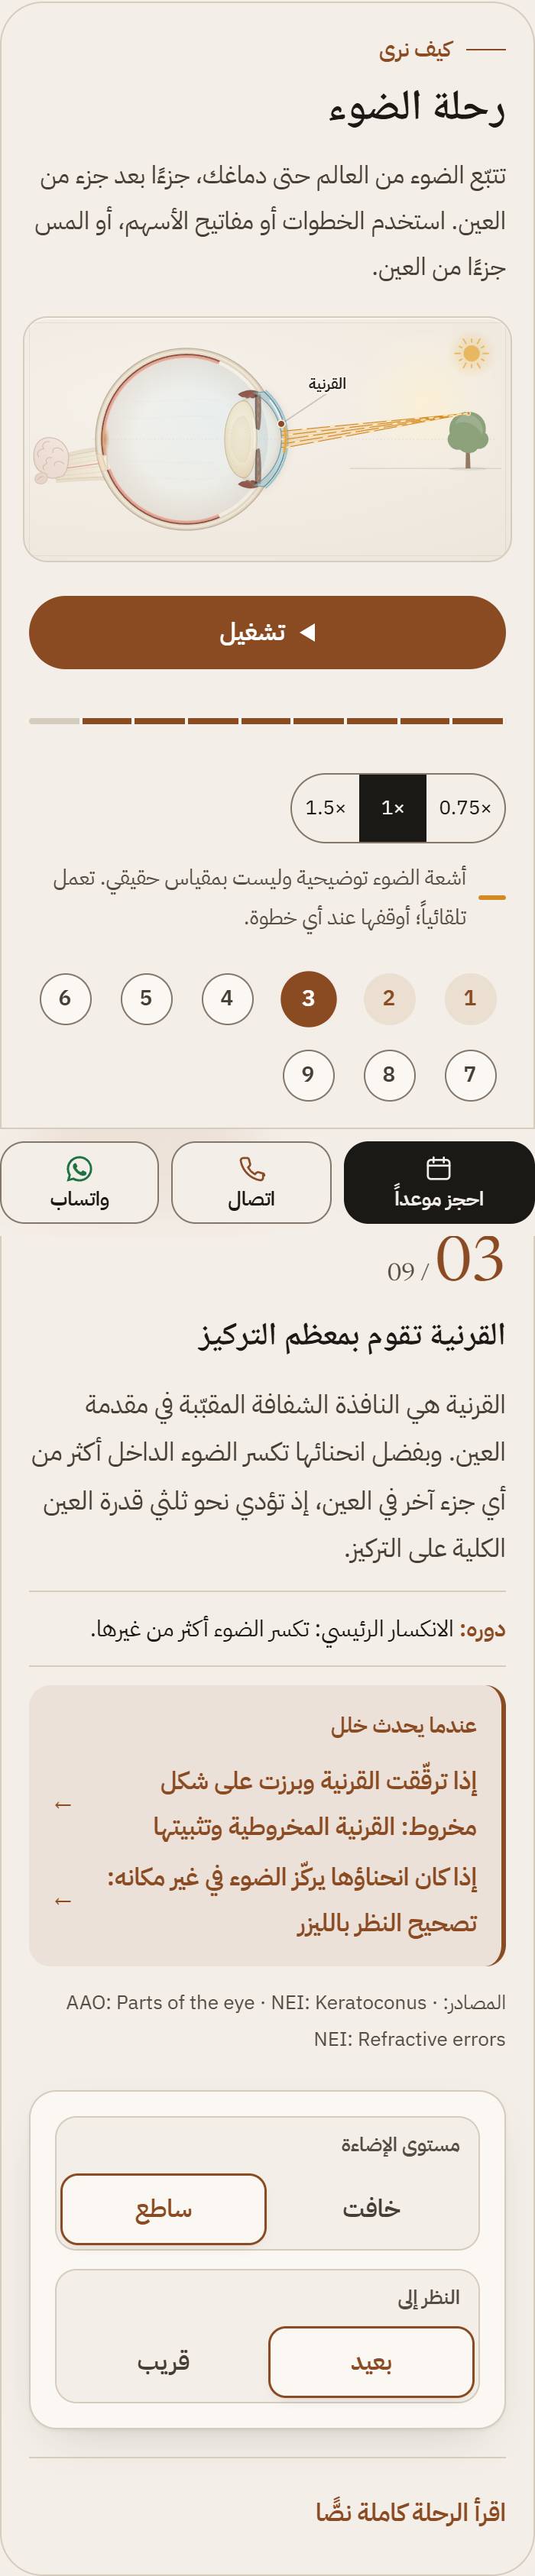 كيف نرى
رحلة الضوء
تتبّع الضوء من العالم حتى دماغك، جزءًا بعد جزء من
العين. استخدم الخطوات أو مفاتيح الأسهم، أو المس
جزءًا من العين.
القرنية
تشغيل
0.75×
1×
1.5×
أشعة الضوء توضيحية وليست بمقياس حقيقي. تعمل
تلقائياً؛ أوقفها عند أي خطوة.
1 2 3 4 5 6
7 8 9
احجز موعداً
اتصال
واتساب
03 / 09
القرنية تقوم بمعظم التركيز
القرنية هي النافذة الشفافة المقبّبة في مقدمة
العين. وبفضل انحنائها تكسر الضوء الداخل أكثر من
أي جزء آخر في العين، إذ تؤدي نحو ثلثي قدرة العين
الكلية على التركيز.
دوره: الانكسار الرئيسي: تكسر الضوء أكثر من غيرها.
عندما يحدث خلل
إذا ترقّقت القرنية وبرزت على شكل
مخروط: القرنية المخروطية وتثبيتها
←
إذا كان انحناؤها يركّز الضوء في غير مكانه:
تصحيح النظر بالليزر
←
المصادر: AAO: Parts of the eye · NEI: Keratoconus ·
NEI: Refractive errors
مستوى الإضاءة
خافت
ساطع
النظر إلى
بعيد
قريب
اقرأ الرحلة كاملة نصًّا